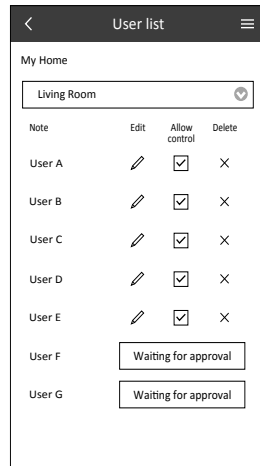 User list
My Home
Living Room
Note Edit Allow control Delete
User A
User B
User C
User D
User E
User F Waiting for approval
User G Waiting for approval